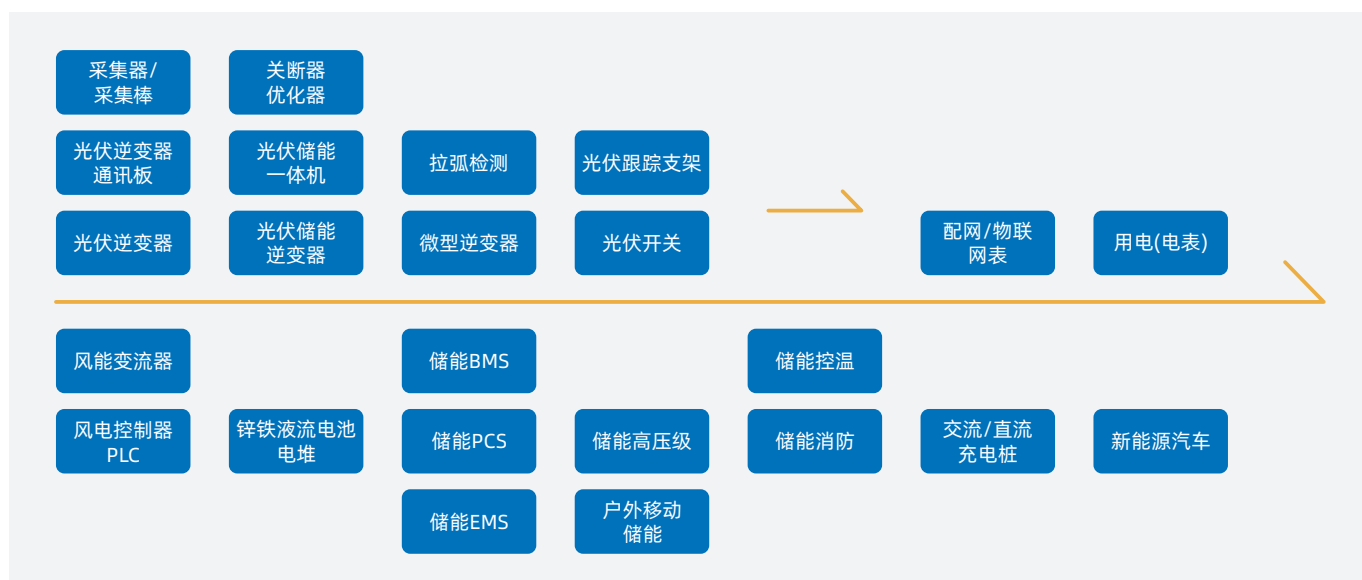 采集器/
采集棒
关断器
优化器
光伏逆变器
通讯板
光伏储能
一体机
拉弧检测
光伏跟踪支架
光伏逆变器
光伏储能
逆变器
微型逆变器
光伏开关
配网/物联
网表
用电(电表)
风能变流器
储能BMS
储能控温
风电控制器
PLC
锌铁液流电池
电堆
储能PCS
储能高压级
储能消防
交流/直流
充电桩
新能源汽车
储能EMS
户外移动
储能